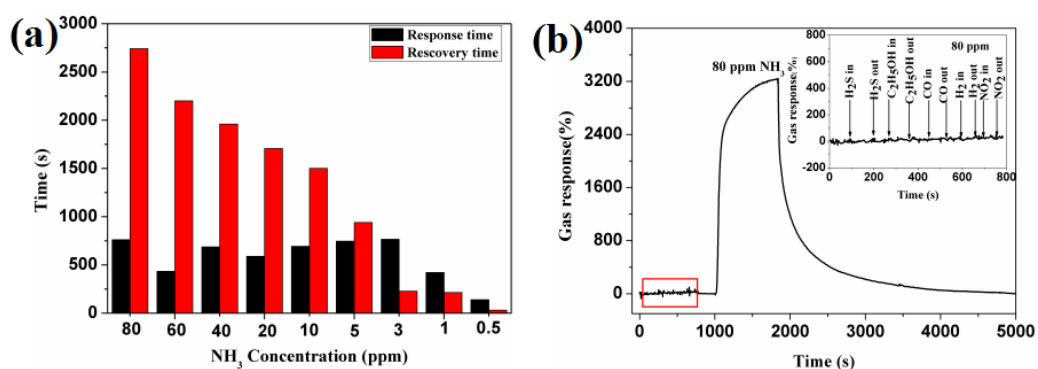 (a)
3000
2500
2000
1500
1000
500
0
Time (s)
Response time
Rescovery time
80 60 40 20 10 5 3 1 0.5
NH3 Concentration (ppm)
(b)
4000
3200
2400
1600
800
0
Gas response(%)
80 ppm NH3
0 1000 2000 3000 4000 5000
Time (s)
800
600
400
200
0
-200
Gas response(%)
80 ppm
H2S in
H2S out
C2H5OH in
C2H5OH out
CO in
CO out
H2 in
H2 out
NO2 in
NO2 out
0 200 400 600 800
Time (s)